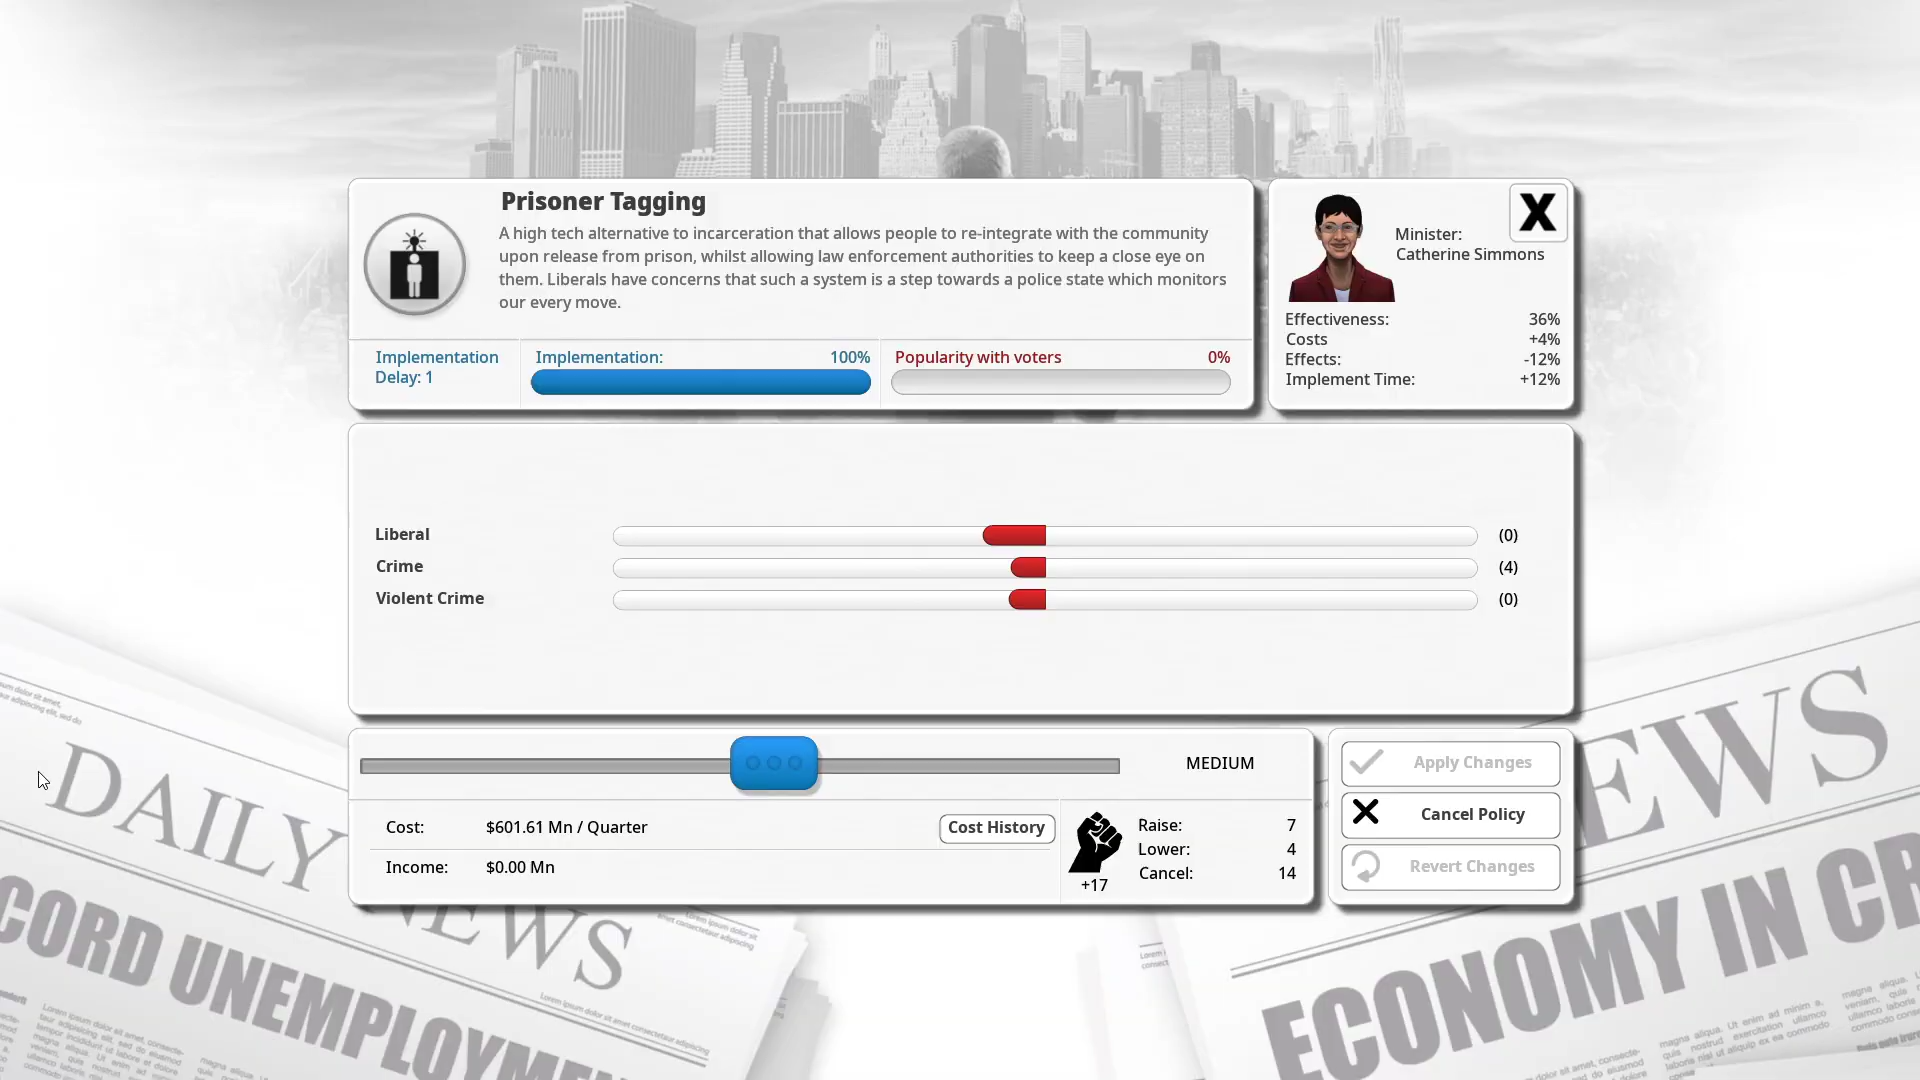 Prisoner Tagging
A high tech alternative to incarceration that allows people to re-integrate with the community
upon release from prison, whilst allowing law enforcement authorities to keep a close eye on
them. Liberals have concerns that such a system is a step towards a police state which monitors
our every move.
Implementation
Delay: 1
Implementation: 100%
Popularity with voters 0%
X
Minister:
Catherine Simmons
Effectiveness: 36%
Costs +4%
Effects: -12%
Implement Time: +12%
Liberal (0)
Crime (4)
Violent Crime (0)
MEDIUM
Cost: $601.61 Mn / Quarter
Cost History
Income: $0.00 Mn
+17
Raise: 7
Lower: 4
Cancel: 14
Apply Changes
Cancel Policy
Revert Changes
DAILY NEWS
CORD UNEMPLOYME
EWS
ECONOMY IN CR